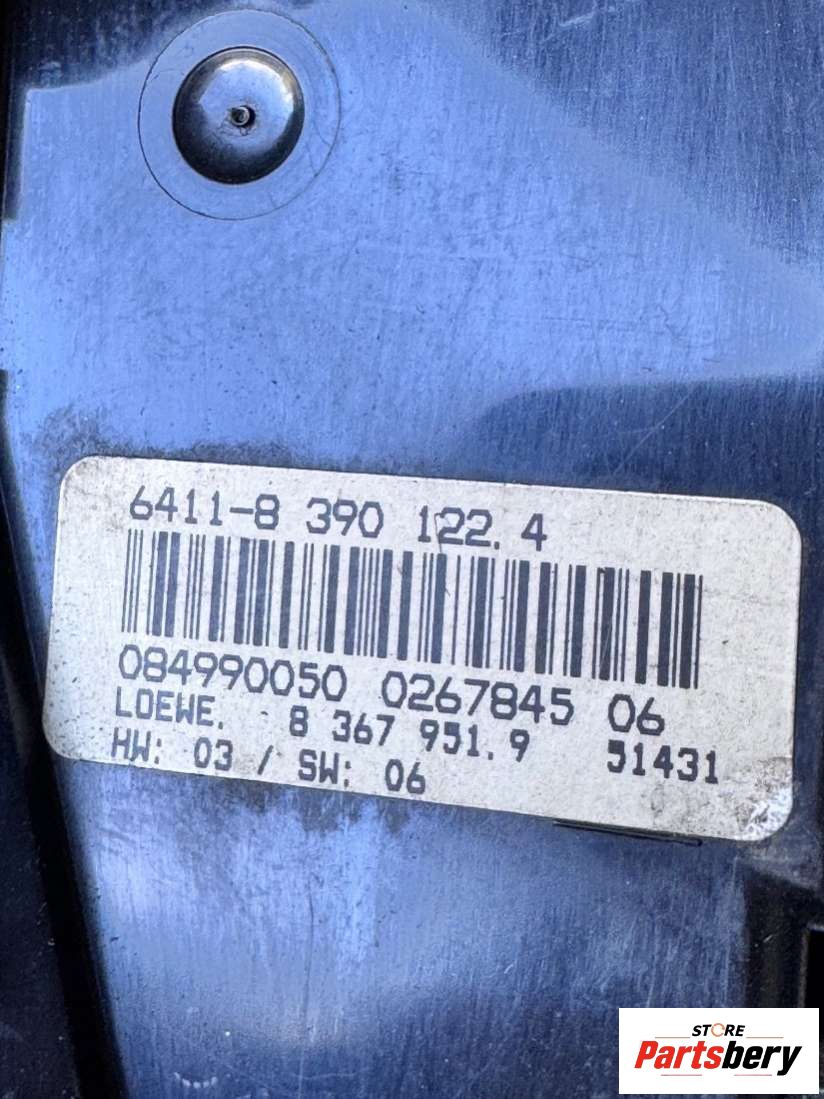 6411-8 390 122.4
084990050 0267845 06
LOEWE. 8 367 951.9 51431
HW: 03 / SW: 06
STORE
Partsbery